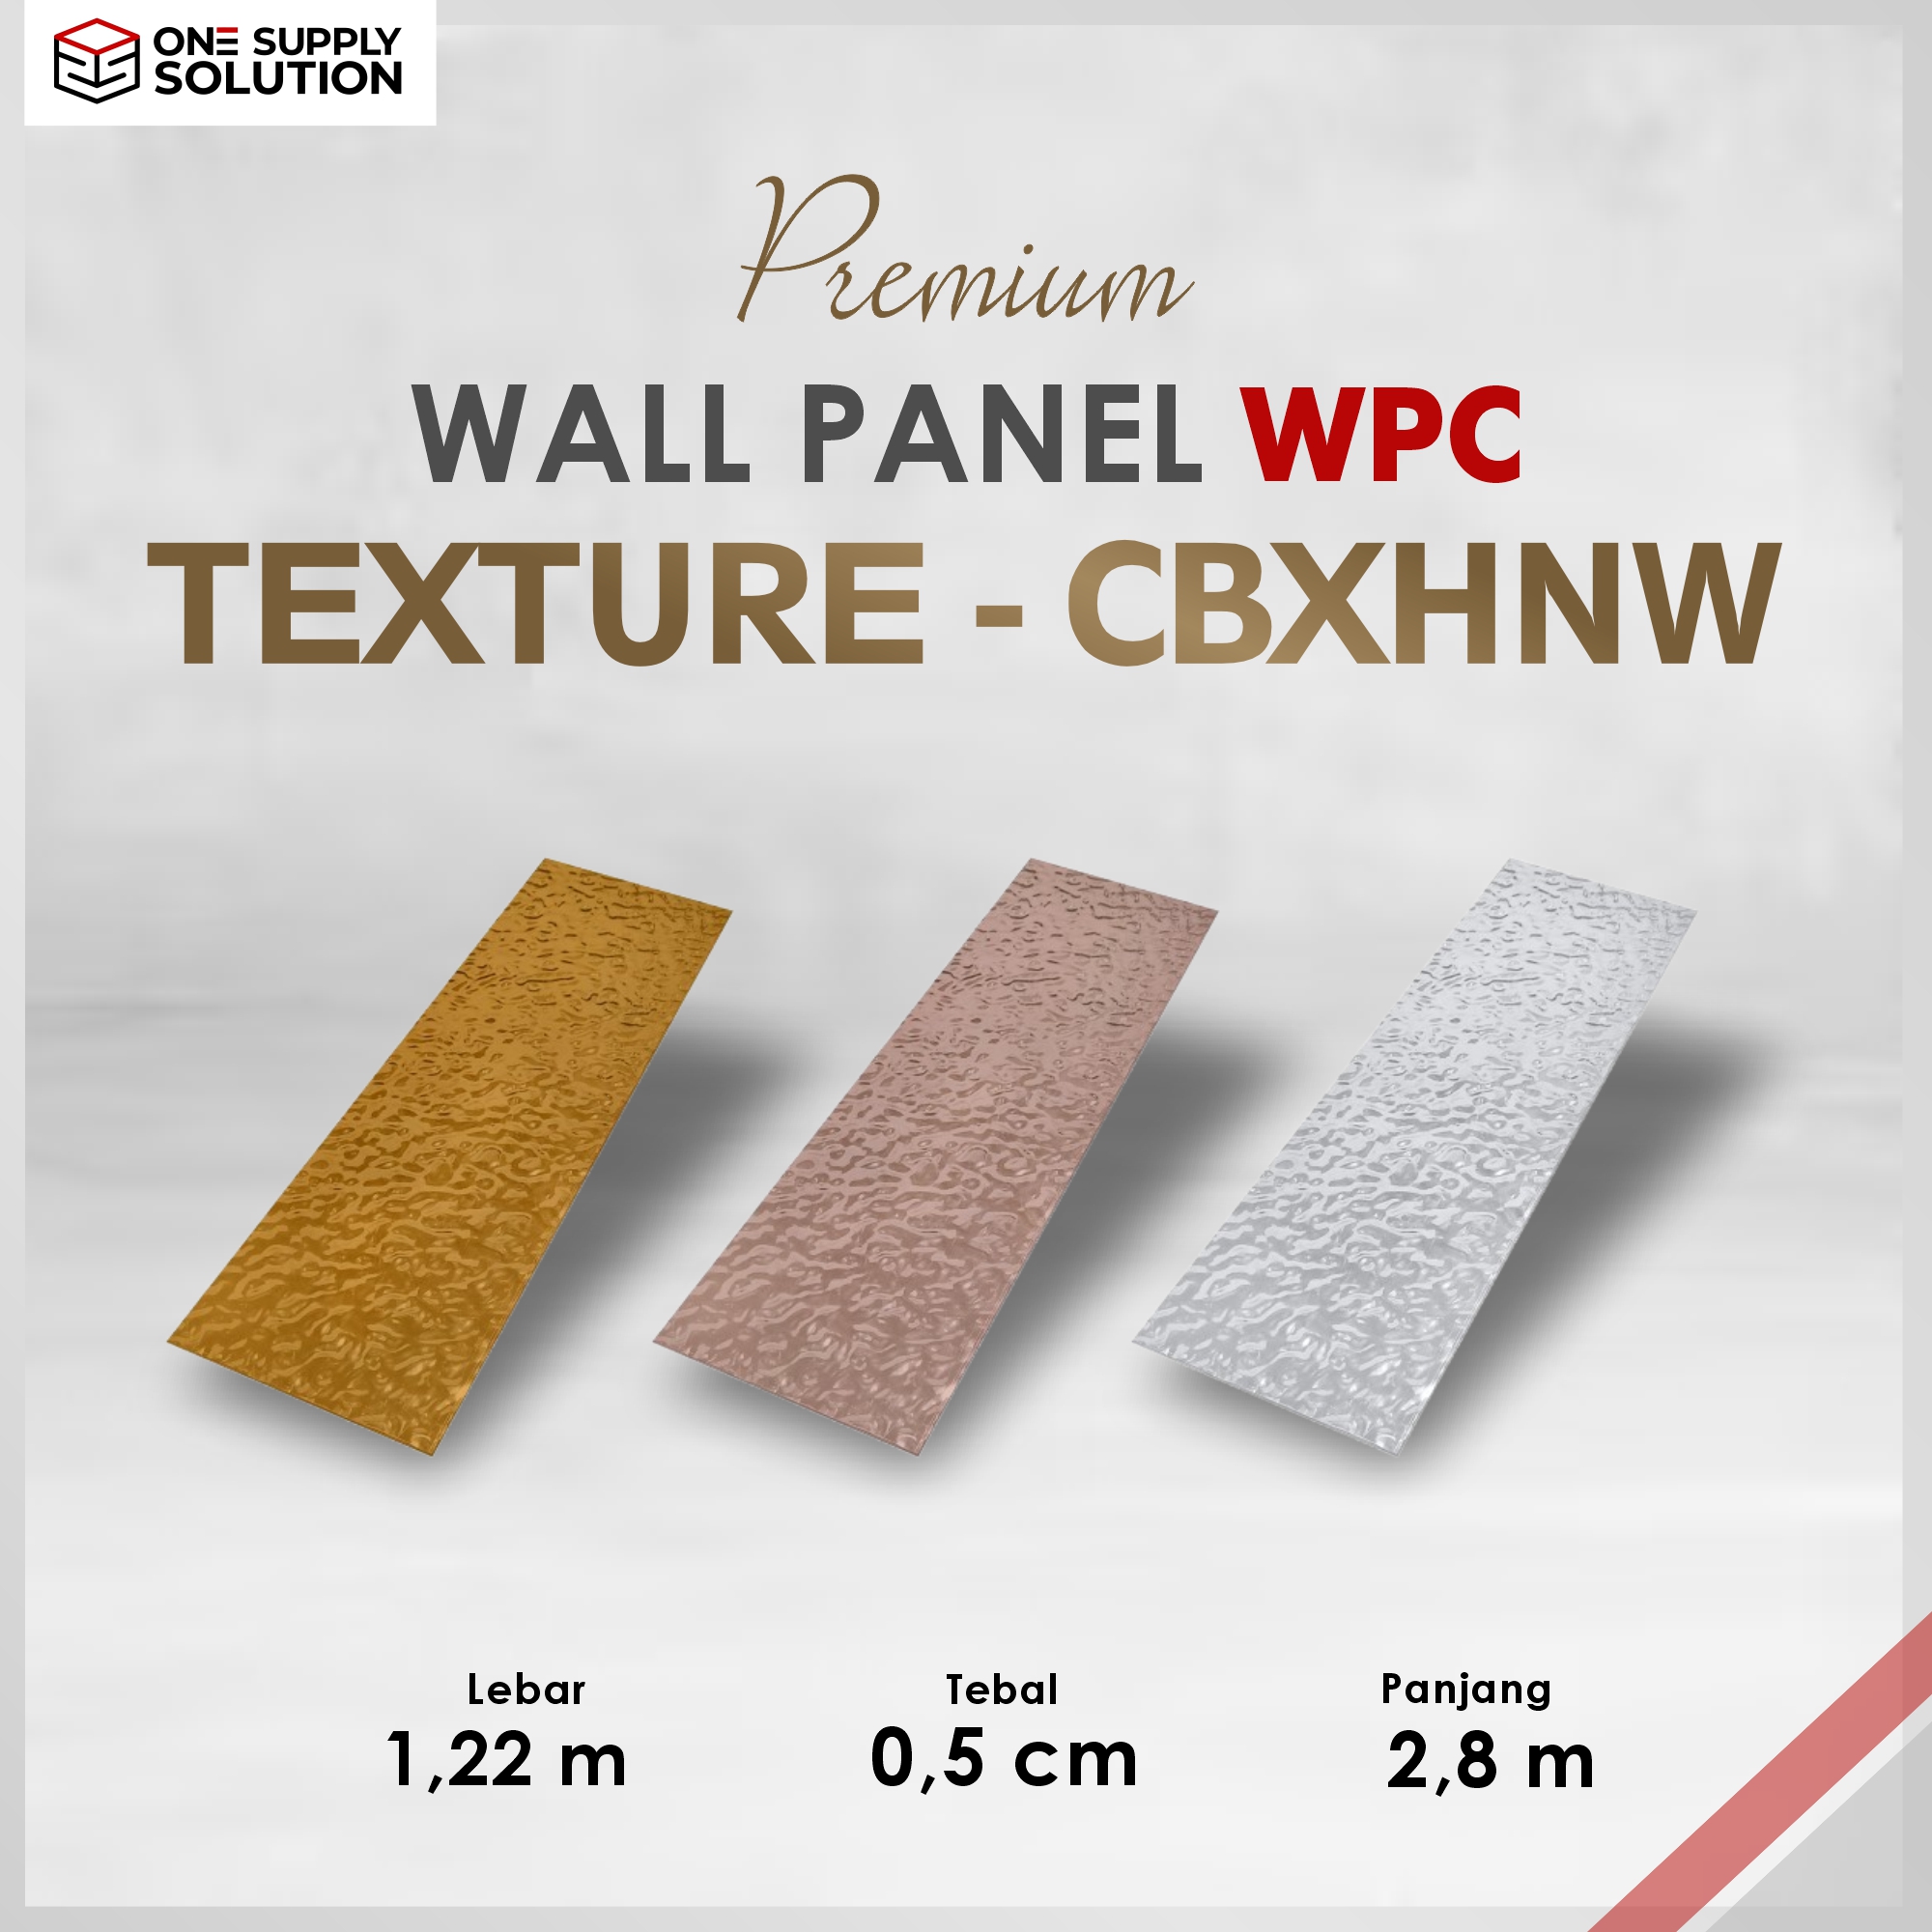 ONE SUPPLY
SOLUTION
Premium
WALL PANEL WPC
TEXTURE - CBXHNW
Lebar
1,22 m
Tebal
0,5 cm
Panjang
2,8 m